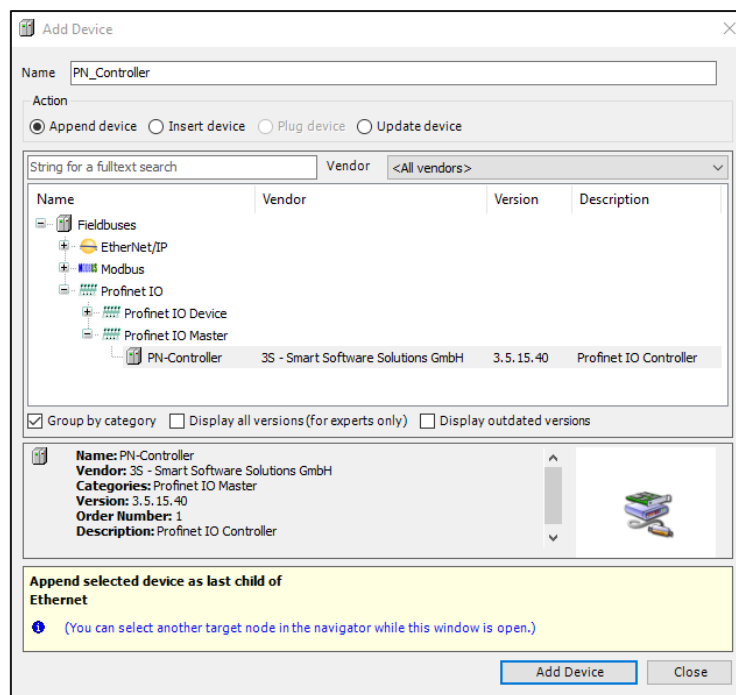 Add Device
Name PN_Controller
Action
Append device Insert device Plug device Update device
String for a fulltext search Vendor <All vendors>
Name Vendor Version Description
Fieldbuses
EtherNet/IP
MODBUS Modbus
Profinet IO
Profinet IO Device
Profinet IO Master
PN-Controller 3S - Smart Software Solutions GmbH 3.5.15.40 Profinet IO Controller
Group by category Display all versions (for experts only) Display outdated versions
Name: PN-Controller
Vendor: 3S - Smart Software Solutions GmbH
Categories: Profinet IO Master
Version: 3.5.15.40
Order Number: 1
Description: Profinet IO Controller
Append selected device as last child of
Ethernet
(You can select another target node in the navigator while this window is open.)
Add Device Close